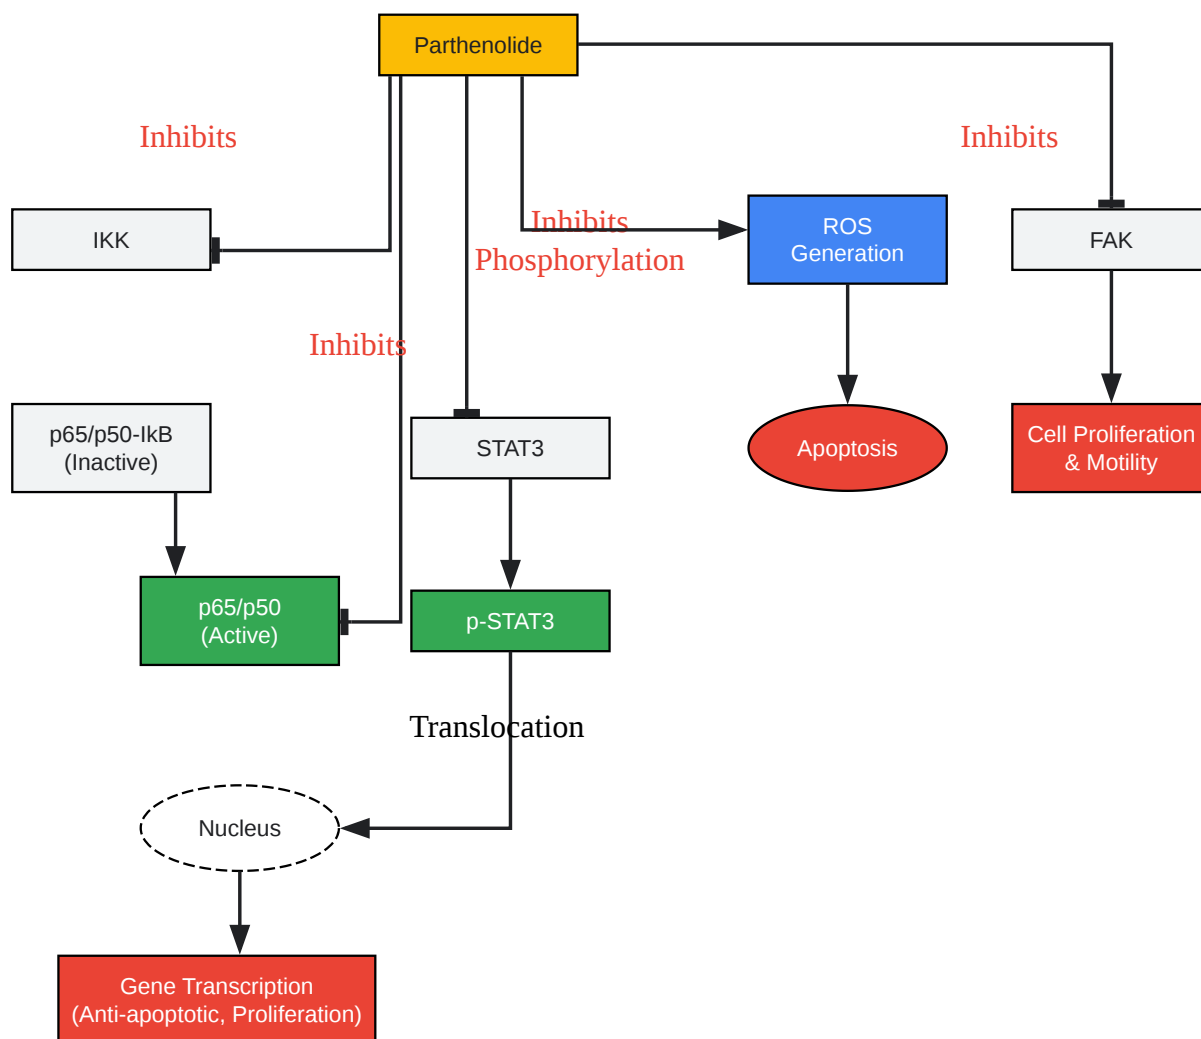 Parthenolide
Inhibits
Inhibits
IKK
Inhibits
Phosphorylation
ROS
Generation
FAK
Inhibits
p65/p50-IkB
(Inactive)
STAT3
Apoptosis
Cell Proliferation
& Motility
p65/p50
(Active)
p-STAT3
Translocation
Nucleus
Gene Transcription
(Anti-apoptotic, Proliferation)